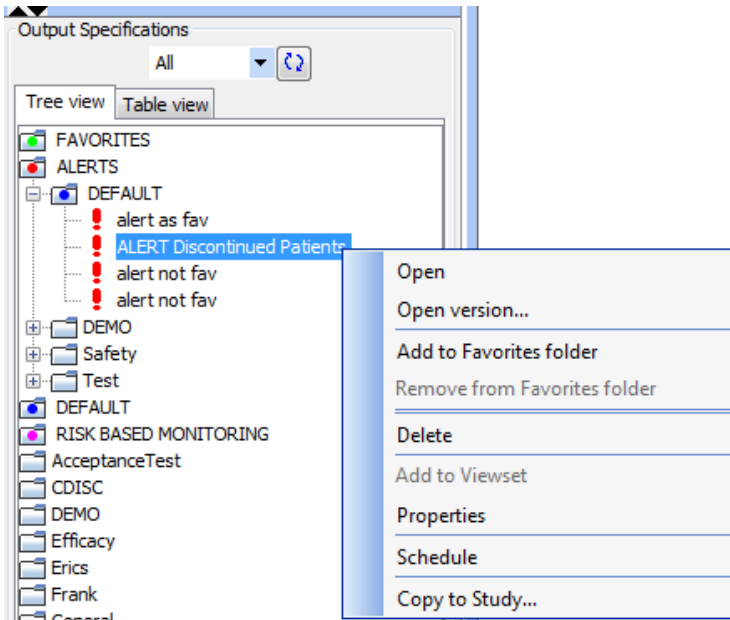 Output Specifications
All
Tree view Table view
FAVORITES
ALERTS
DEFAULT
alert as fav
ALERT Discontinued Patients
alert not fav
alert not fav
DEMO
Safety
Test
DEFAULT
RISK BASED MONITORING
AcceptanceTest
CDISC
DEMO
Efficacy
Erics
Frank
General
Open
Open version...
Add to Favorites folder
Remove from Favorites folder
Delete
Add to Viewset
Properties
Schedule
Copy to Study...